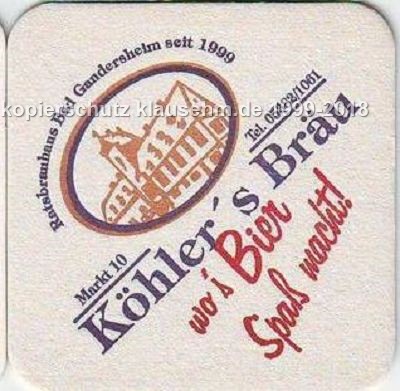 Ratsbrauhaus Bad Gandersheim seit 1999
kopierschutz klausehm.de 1999-2018
Markt 10
Tel. 05382/1061
Köhler´s Bräu
wo´s Bier
Spaß macht!